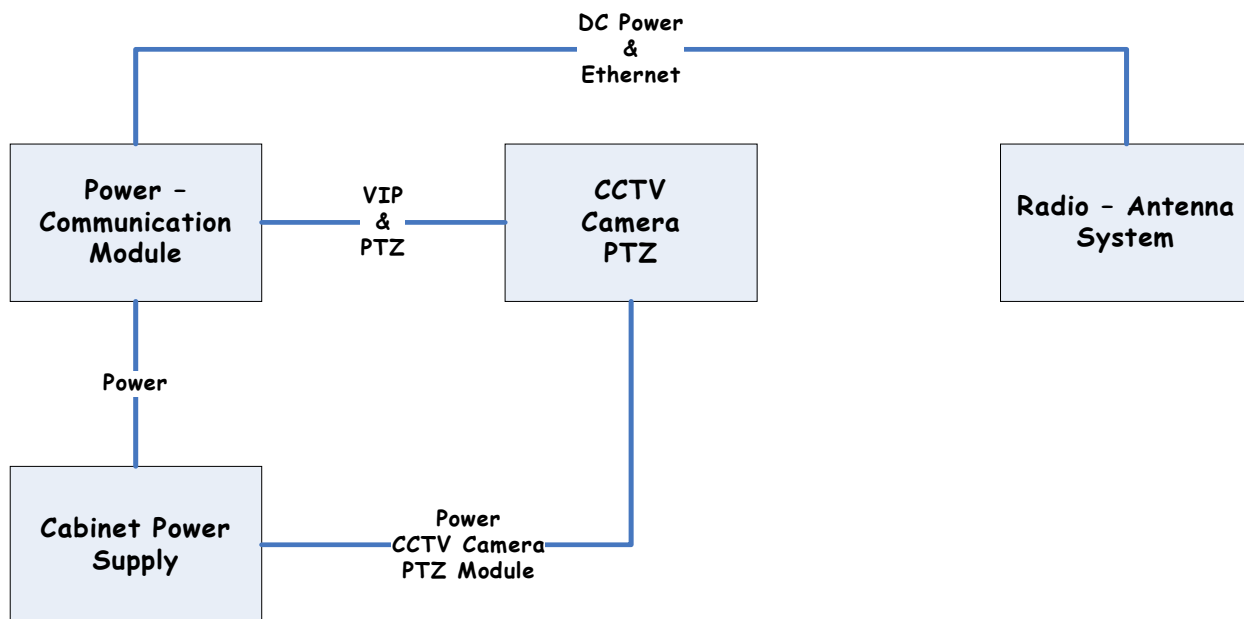 DC Power
&
Ethernet
Power –
Communication
Module
VIP
&
PTZ
CCTV
Camera
PTZ
Radio – Antenna
System
Power
Cabinet Power
Supply
Power
CCTV Camera
PTZ Module